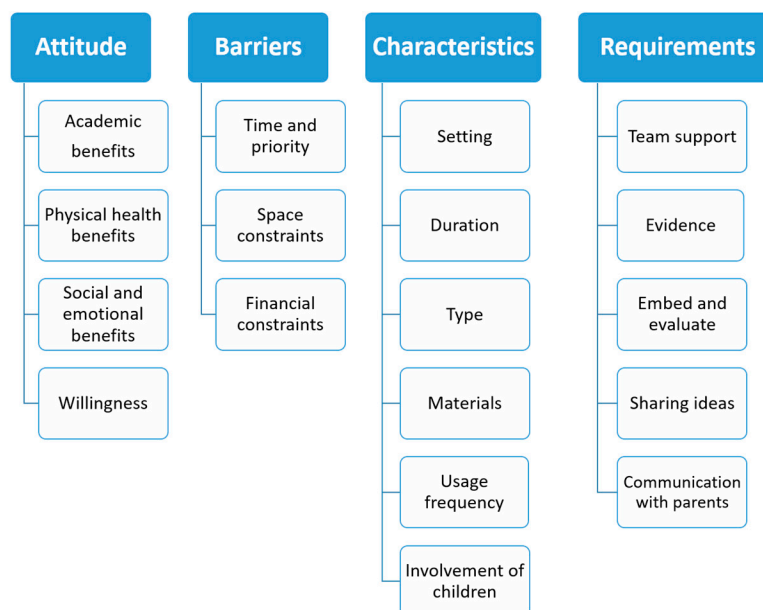 Attitude
Academic
benefits
Physical health
benefits
Social and
emotional
benefits
Willingness
Barriers
Time and
priority
Space
constraints
Financial
constraints
Characteristics
Setting
Duration
Type
Materials
Usage
frequency
Involvement of
children
Requirements
Team support
Evidence
Embed and
evaluate
Sharing ideas
Communication
with parents